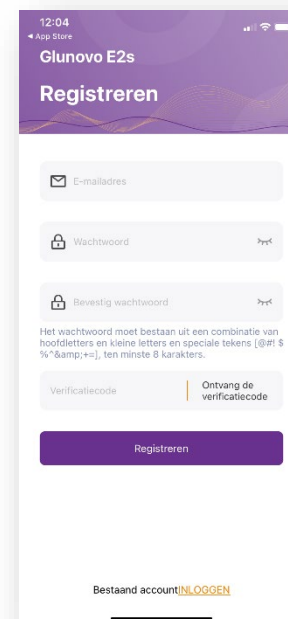 12:04
◀ App Store
Glunovo E2s
Registreren
E-mailadres
Wachtwoord
Bevestig wachtwoord
Het wachtwoord moet bestaan uit een combinatie van
hoofdletters en kleine letters en speciale tekens [@#! $
%^&amp;+=], ten minste 8 karakters.
Verificatiecode
Ontvang de
verificatiecode
Registreren
Bestaand accountINLOGGEN